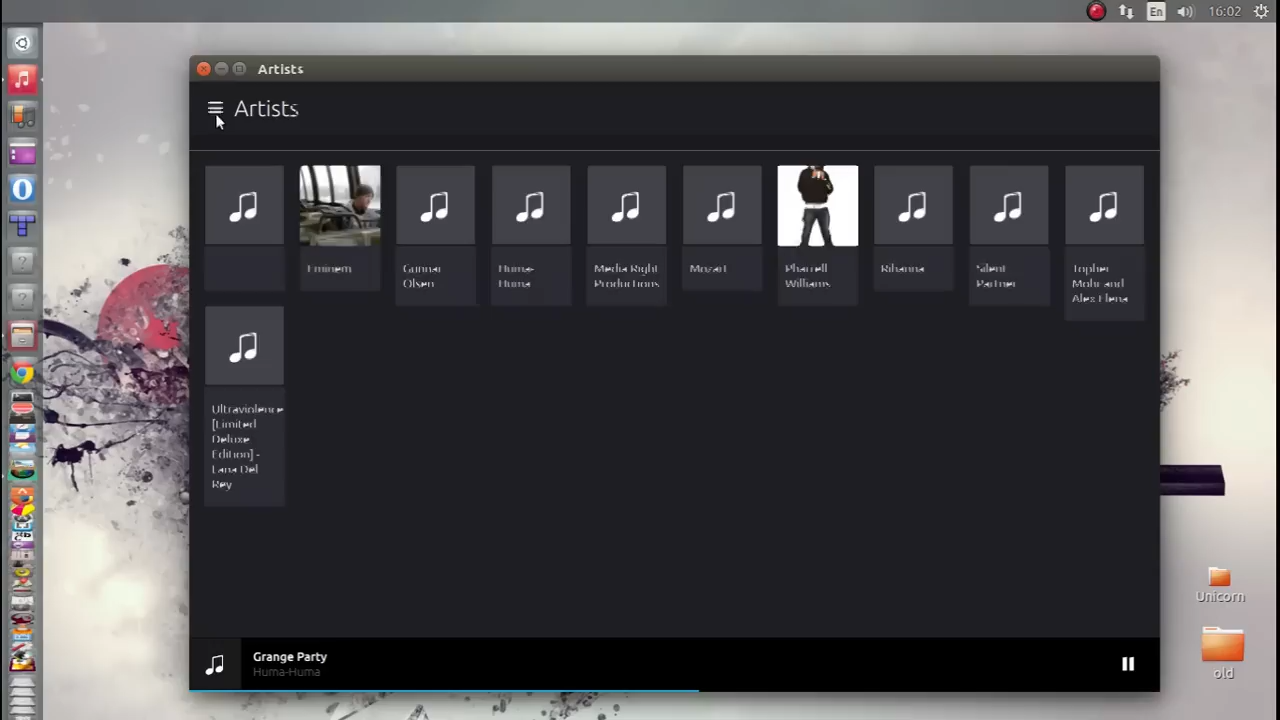 En
16:02
Artists
Artists
Eminem
Gunnar
Olsen
Huma-
Huma
Media Right
Productions
Mozart
Pharrell
Williams
Rihanna
Silent
Partner
Topher
Mohr and
Alex Elena
Ultraviolence
[Limited
Deluxe
Edition] -
Lana Del
Rey
Unicorn
old
Grange Party
Huma-Huma